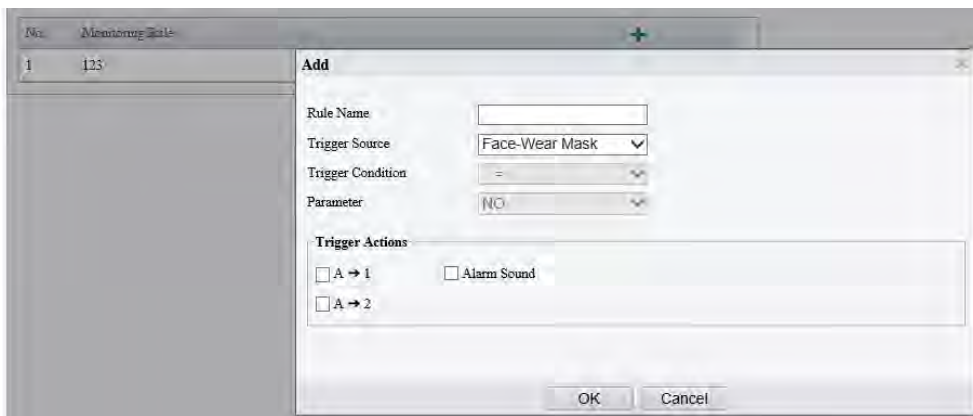 No. Monitoring Rule
1 123
Add
Rule Name
Trigger Source Face-Wear Mask
Trigger Condition =
Parameter NO
Trigger Actions
A → 1 Alarm Sound
A → 2
OK Cancel